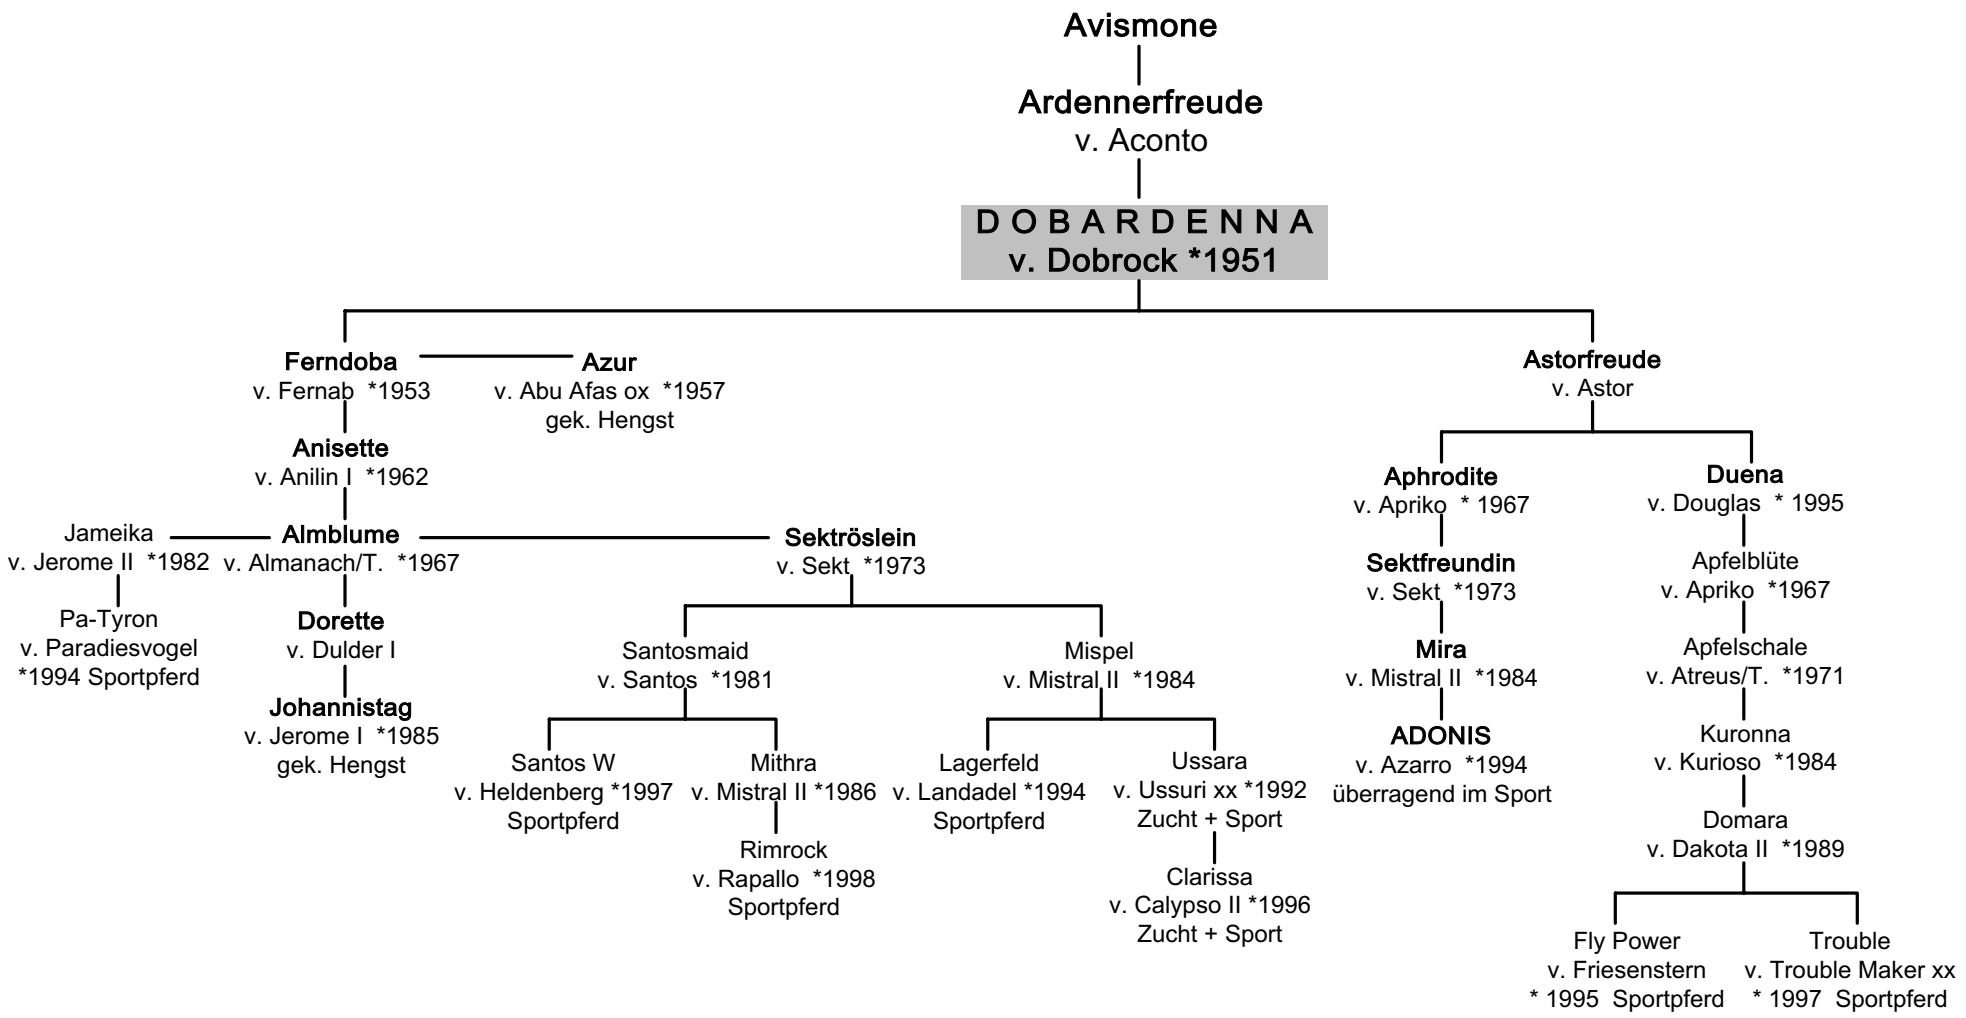 Avismone
Ardennerfreude
v. Aconto
D O B A R D E N N A
v. Dobrock *1951
Ferndoba
v. Fernab *1953
Azur
v. Abu Afas ox *1957
gek. Hengst
Astorfreude
v. Astor
Anisette
v. Anilin I *1962
Aphrodite
v. Apriko * 1967
Duena
v. Douglas * 1995
Jameika
v. Jerome II *1982
Almblume
v. Almanach/T. *1967
Sektröslein
v. Sekt *1973
Sektfreundin
v. Sekt *1973
Apfelblüte
v. Apriko *1967
Pa-Tyron
v. Paradiesvogel
*1994 Sportpferd
Dorette
v. Dulder I
Santosmaid
v. Santos *1981
Mispel
v. Mistral II *1984
Mira
v. Mistral II *1984
Apfelschale
v. Atreus/T. *1971
Johannistag
v. Jerome I *1985
gek. Hengst
Santos W
v. Heldenberg *1997
Sportpferd
Mithra
v. Mistral II *1986
Lagerfeld
v. Landadel *1994
Sportpferd
Ussara
v. Ussuri xx *1992
Zucht + Sport
ADONIS
v. Azarro *1994
überragend im Sport
Kuronna
v. Kurioso *1984
Rimrock
v. Rapallo *1998
Sportpferd
Clarissa
v. Calypso II *1996
Zucht + Sport
Domara
v. Dakota II *1989
Fly Power
v. Friesenstern
* 1995 Sportpferd
Trouble
v. Trouble Maker xx
* 1997 Sportpferd